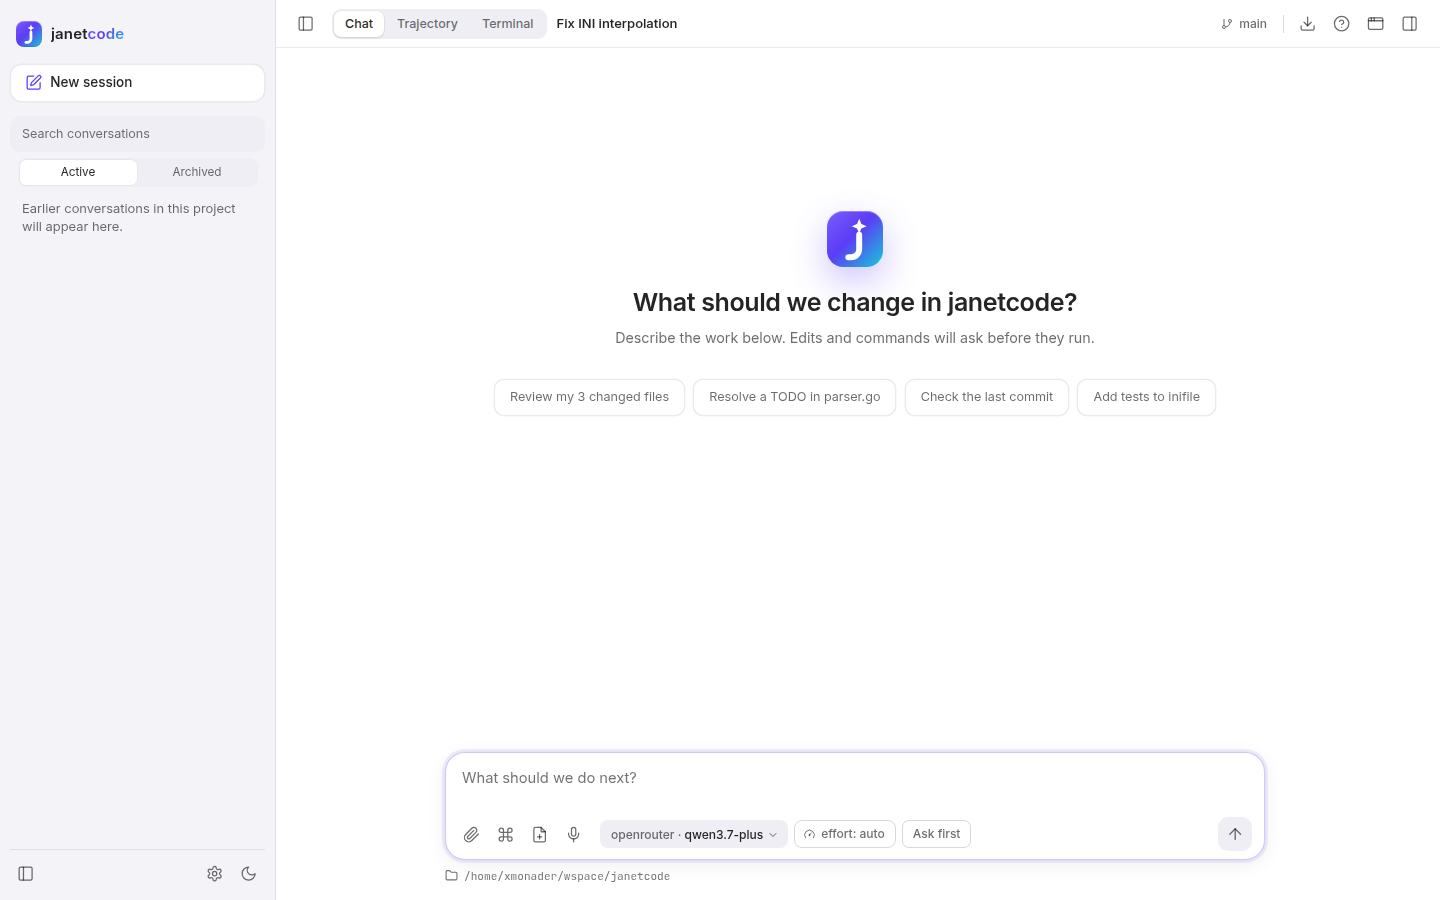 janetcode
New session
Search conversations
Active
Archived
Earlier conversations in this project
will appear here.
Chat
Trajectory
Terminal
Fix INI interpolation
main
What should we change in janetcode?
Describe the work below. Edits and commands will ask before they run.
Review my 3 changed files
Resolve a TODO in parser.go
Check the last commit
Add tests to inifile
What should we do next?
openrouter · qwen3.7-plus
effort: auto
Ask first
/home/xmonader/wspace/janetcode